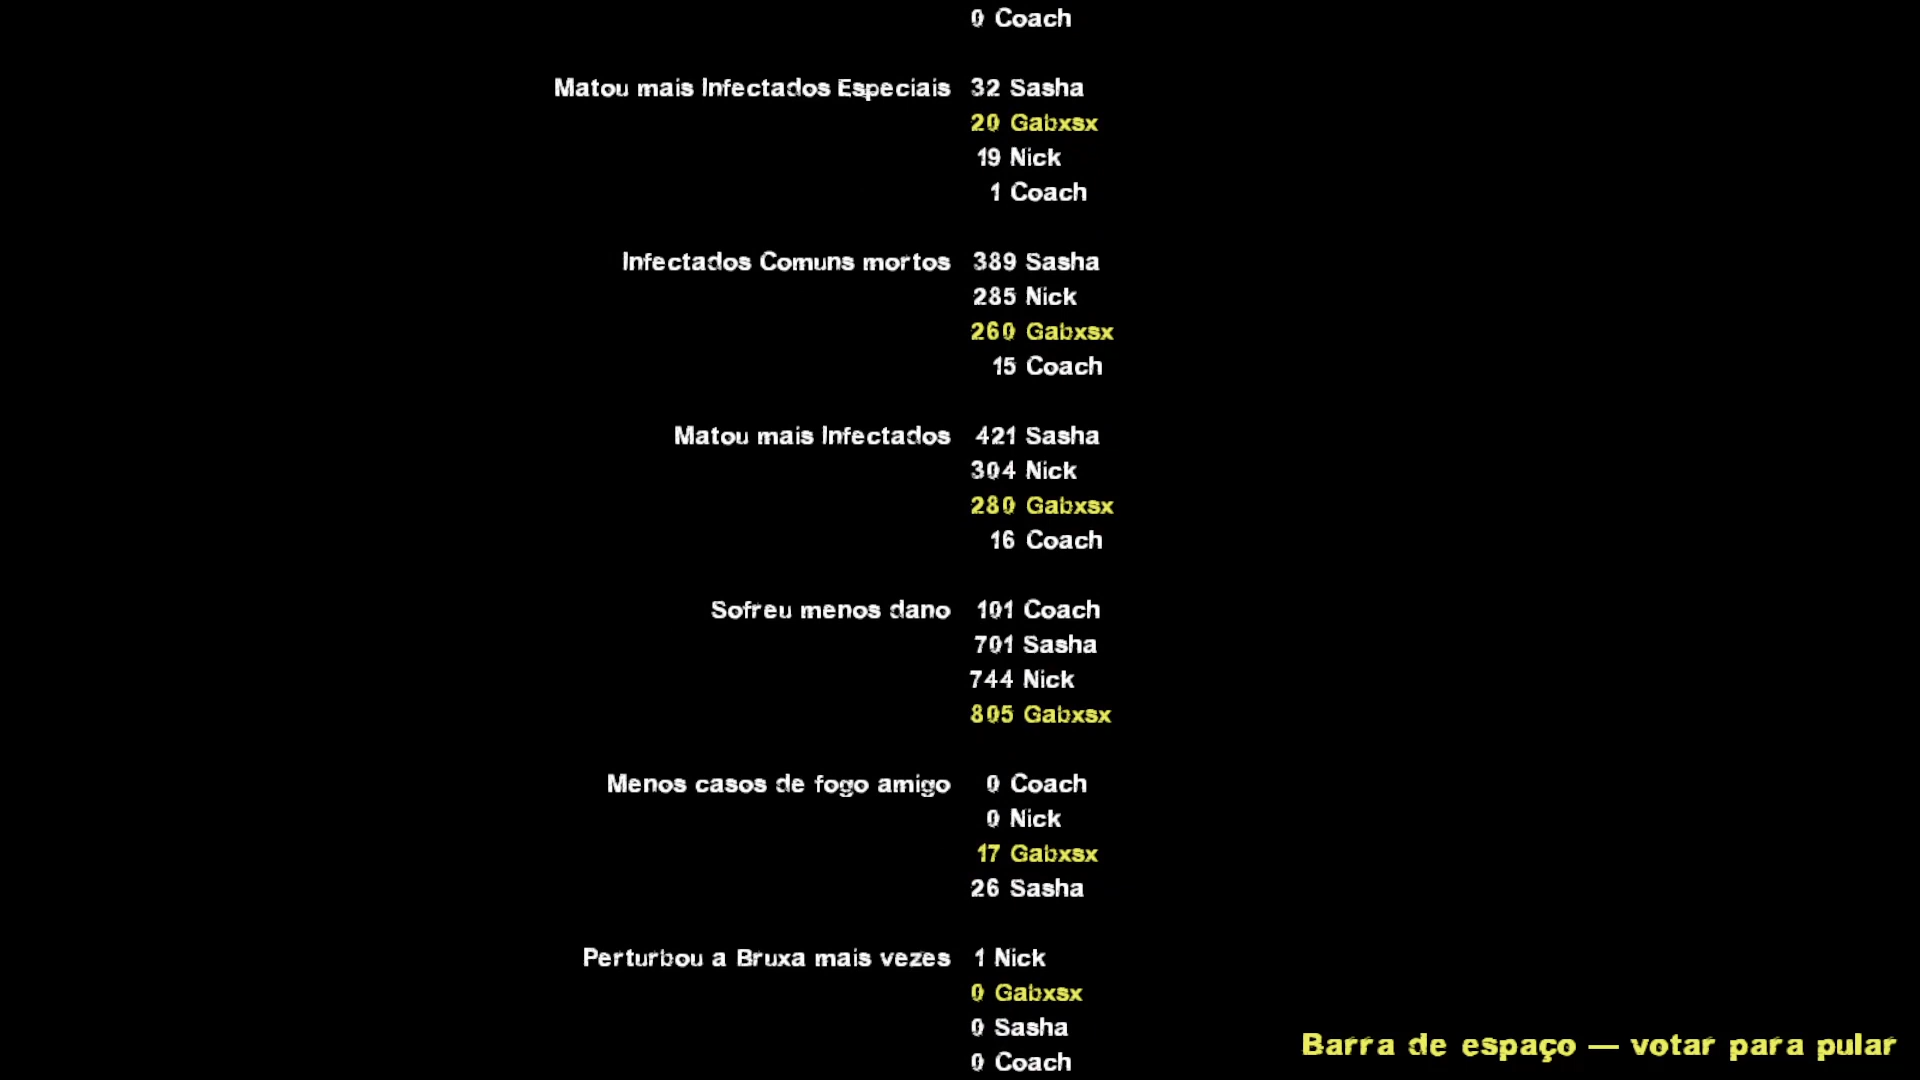 0 Coach
Matou mais Infectados Especiais 32 Sasha
20 Gabxsx
19 Nick
1 Coach
Infectados Comuns mortos 389 Sasha
285 Nick
260 Gabxsx
15 Coach
Matou mais Infectados 421 Sasha
304 Nick
280 Gabxsx
16 Coach
Sofreu menos dano 101 Coach
701 Sasha
744 Nick
805 Gabxsx
Menos casos de fogo amigo 0 Coach
0 Nick
17 Gabxsx
26 Sasha
Perturbou a Bruxa mais vezes 1 Nick
0 Gabxsx
0 Sasha
0 Coach
Barra de espaço — votar para pular